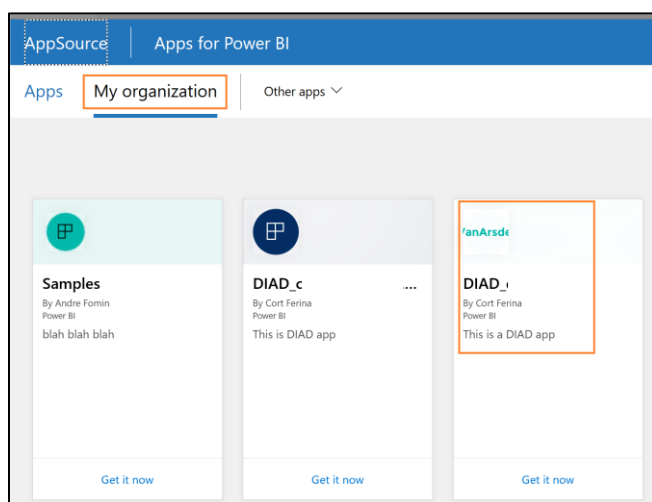 AppSource Apps for Power BI
Apps My organization Other apps
Samples
By Andre Fomin
Power BI
blah blah blah
Get it now
DIAD_c ...
By Cort Ferina
Power BI
This is DIAD app
Get it now
VanArsde
DIAD_
By Cort Ferina
Power BI
This is a DIAD app
Get it now